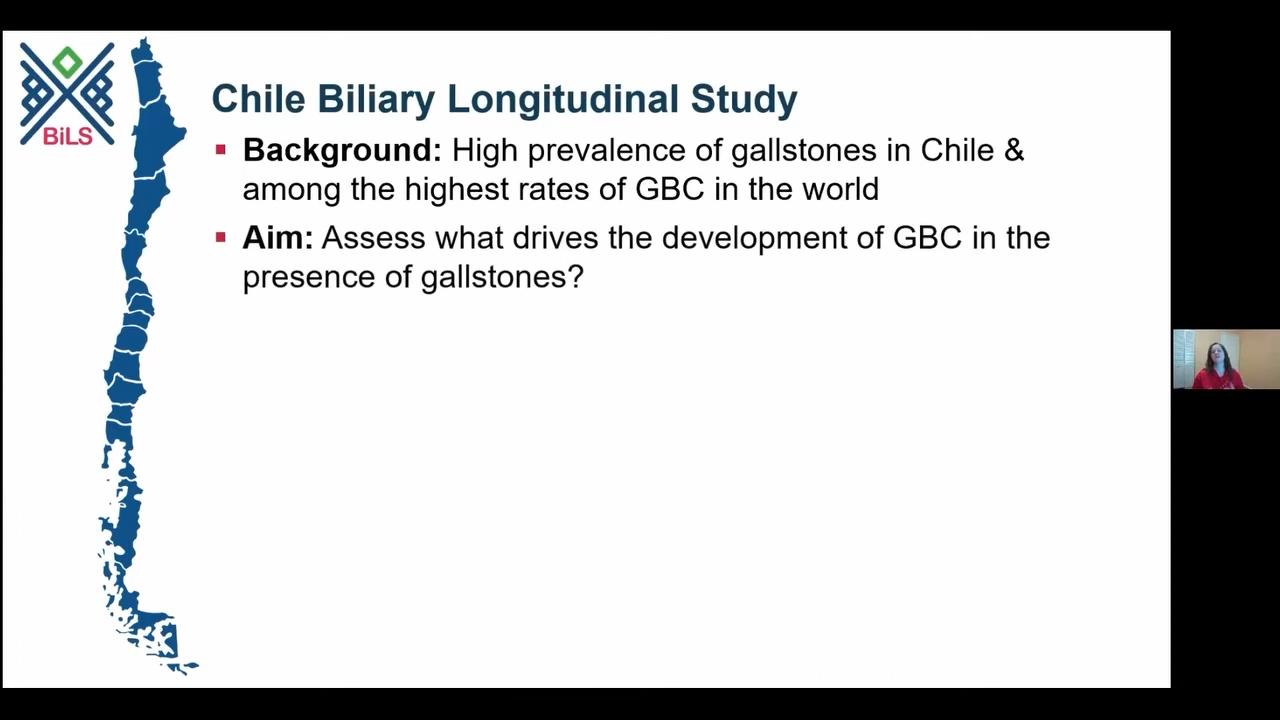 BiLS
Chile Biliary Longitudinal Study
▪ Background: High prevalence of gallstones in Chile &
among the highest rates of GBC in the world
▪ Aim: Assess what drives the development of GBC in the
presence of gallstones?